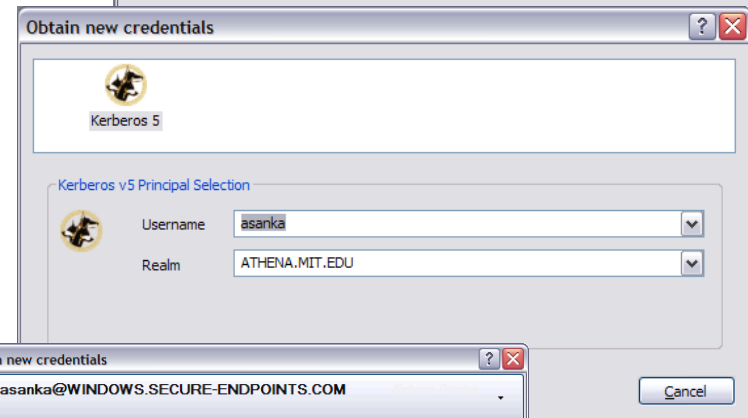 Obtain new credentials
Kerberos 5
Kerberos v5 Principal Selection
Username asanka
Realm ATHENA.MIT.EDU
new credentials
asanka@WINDOWS.SECURE-ENDPOINTS.COM
Cancel